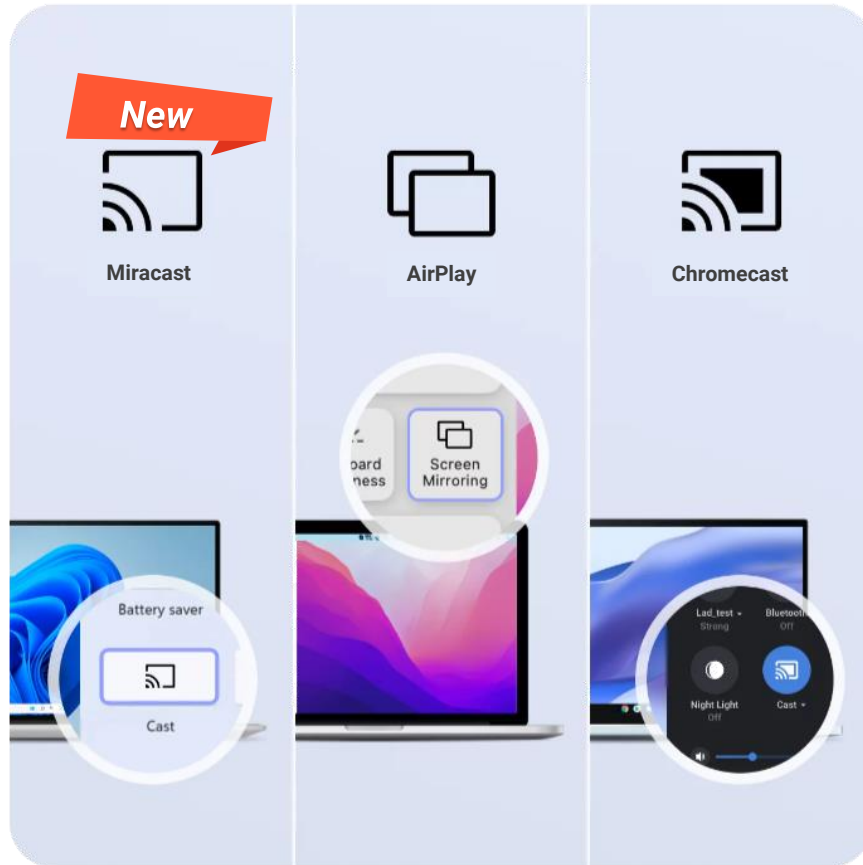 New
Miracast
AirPlay
Chromecast
Screen
Mirroring
Battery saver
Cast
Lad_test
Strong
Bluetooth
Off
Night Light
Off
Cast